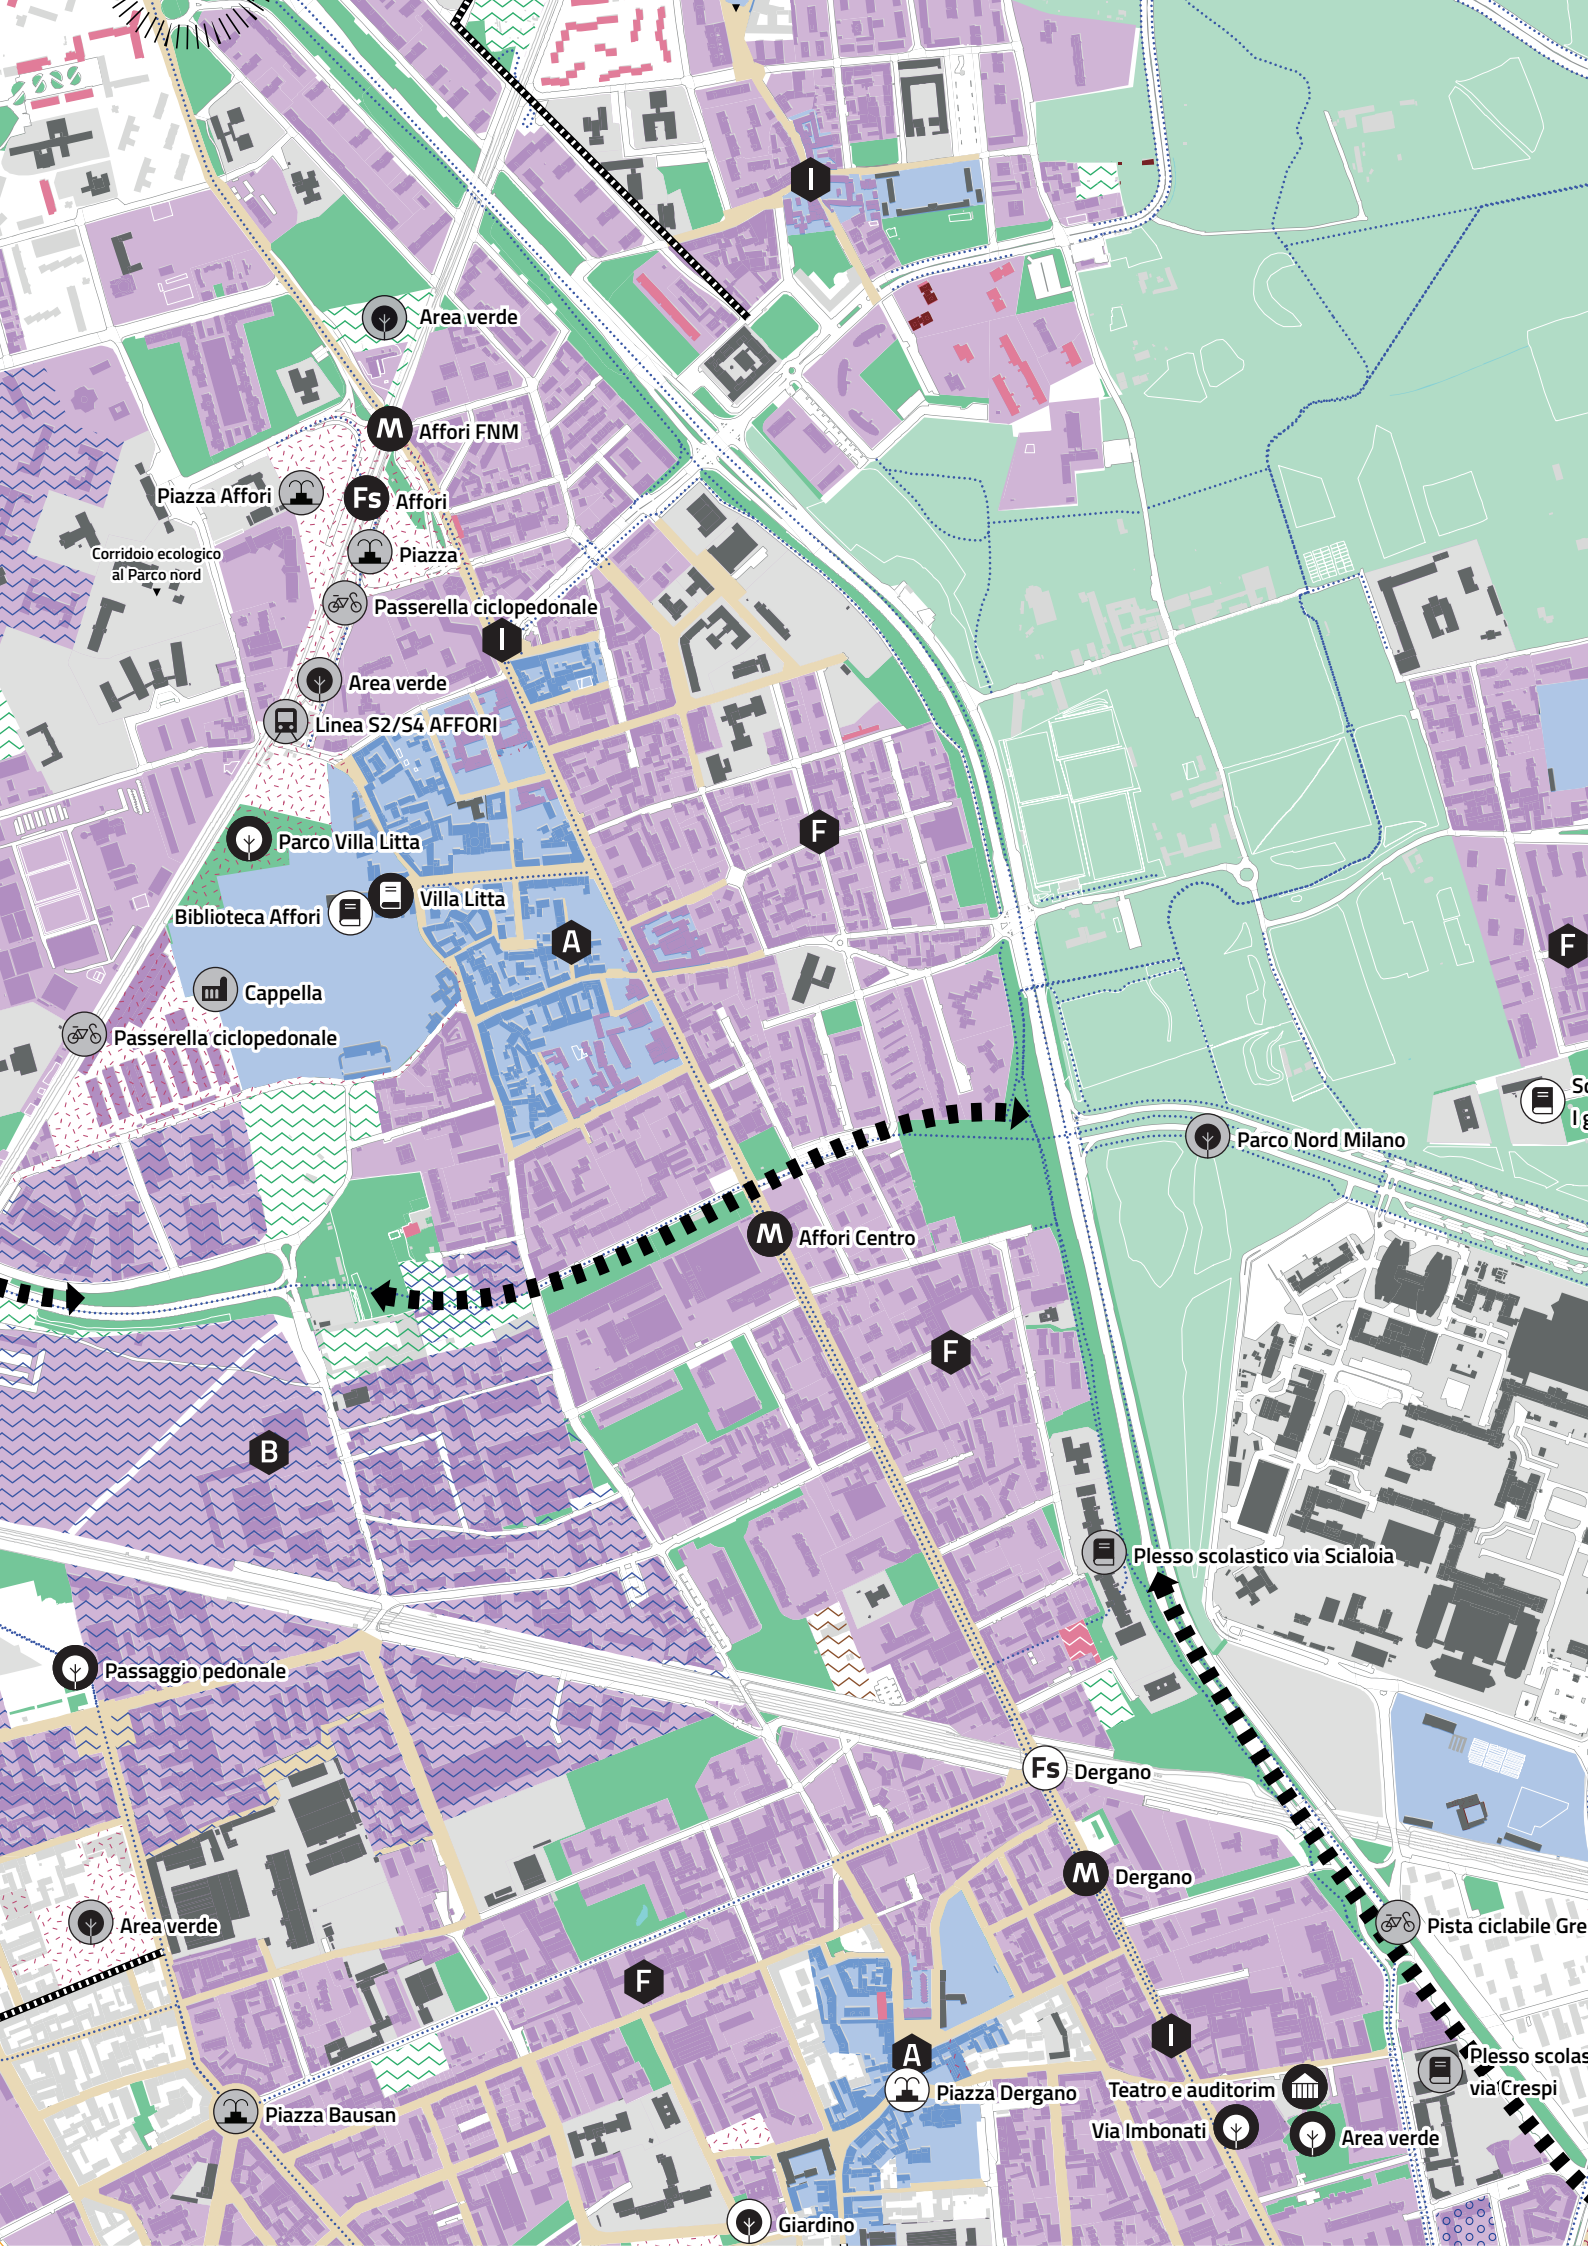 I
Area verde
M Affori FNM
Piazza Affori
Fs Affori
Corridoio ecologico
al Parco nord
Piazza
Passerella ciclopedonale
I
Area verde
Linea S2/S4 AFFORI
F
Parco Villa Litta
Villa Litta
Biblioteca Affori
A
F
Cappella
Passerella ciclopedonale
Sc
I g
Parco Nord Milano
M Affori Centro
F
B
Plesso scolastico via Scialoia
Passaggio pedonale
Fs Dergano
M Dergano
Area verde
Pista ciclabile Gre
F
I
A
Plesso scolas
via Crespi
Piazza Dergano
Teatro e auditorim
Piazza Bausan
Via Imbonati
Area verde
Giardino